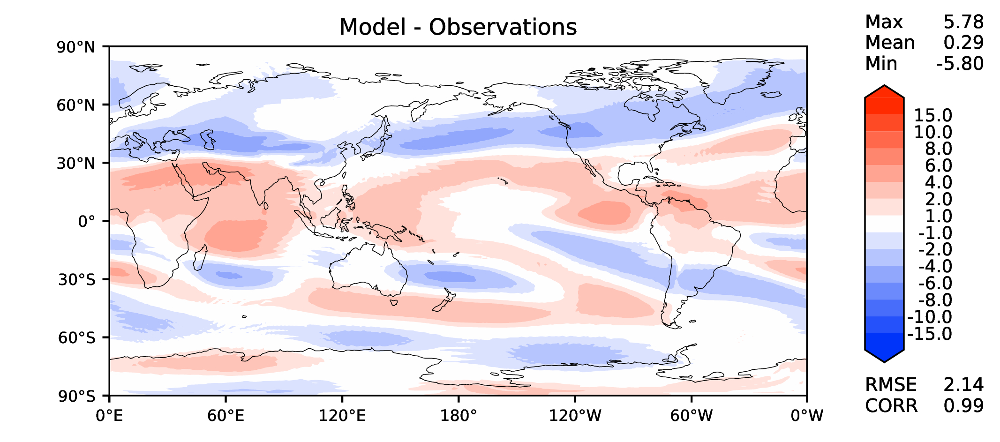 Model - Observations
Max 5.78
Mean 0.29
Min -5.80
90°N
60°N
30°N
0°
30°S
60°S
90°S
0°E 60°E 120°E 180° 120°W 60°W 0°W
15.0
10.0
8.0
6.0
4.0
2.0
1.0
-1.0
-2.0
-4.0
-6.0
-8.0
-10.0
-15.0
RMSE 2.14
CORR 0.99